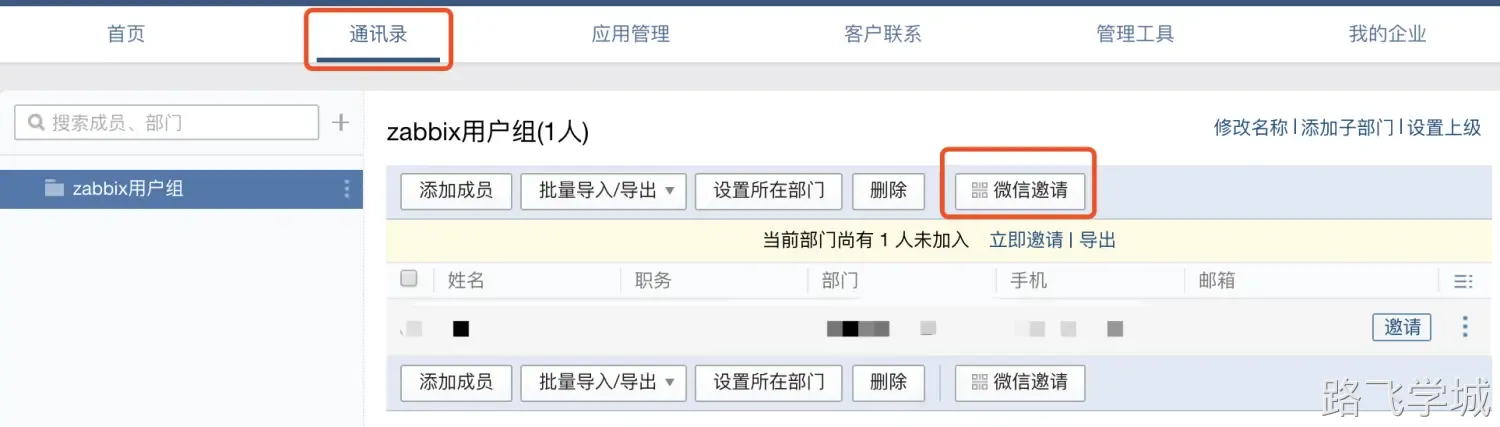 首页 通讯录 应用管理 客户联系 管理工具 我的企业
搜索成员、部门
zabbix用户组
zabbix用户组(1人)
修改名称 | 添加子部门 | 设置上级
添加成员 批量导入/导出 设置所在部门 删除 微信邀请
当前部门尚有 1 人未加入 立即邀请 | 导出
姓名 职务 部门 手机 邮箱
邀请
添加成员 批量导入/导出 设置所在部门 删除 微信邀请
路飞学城